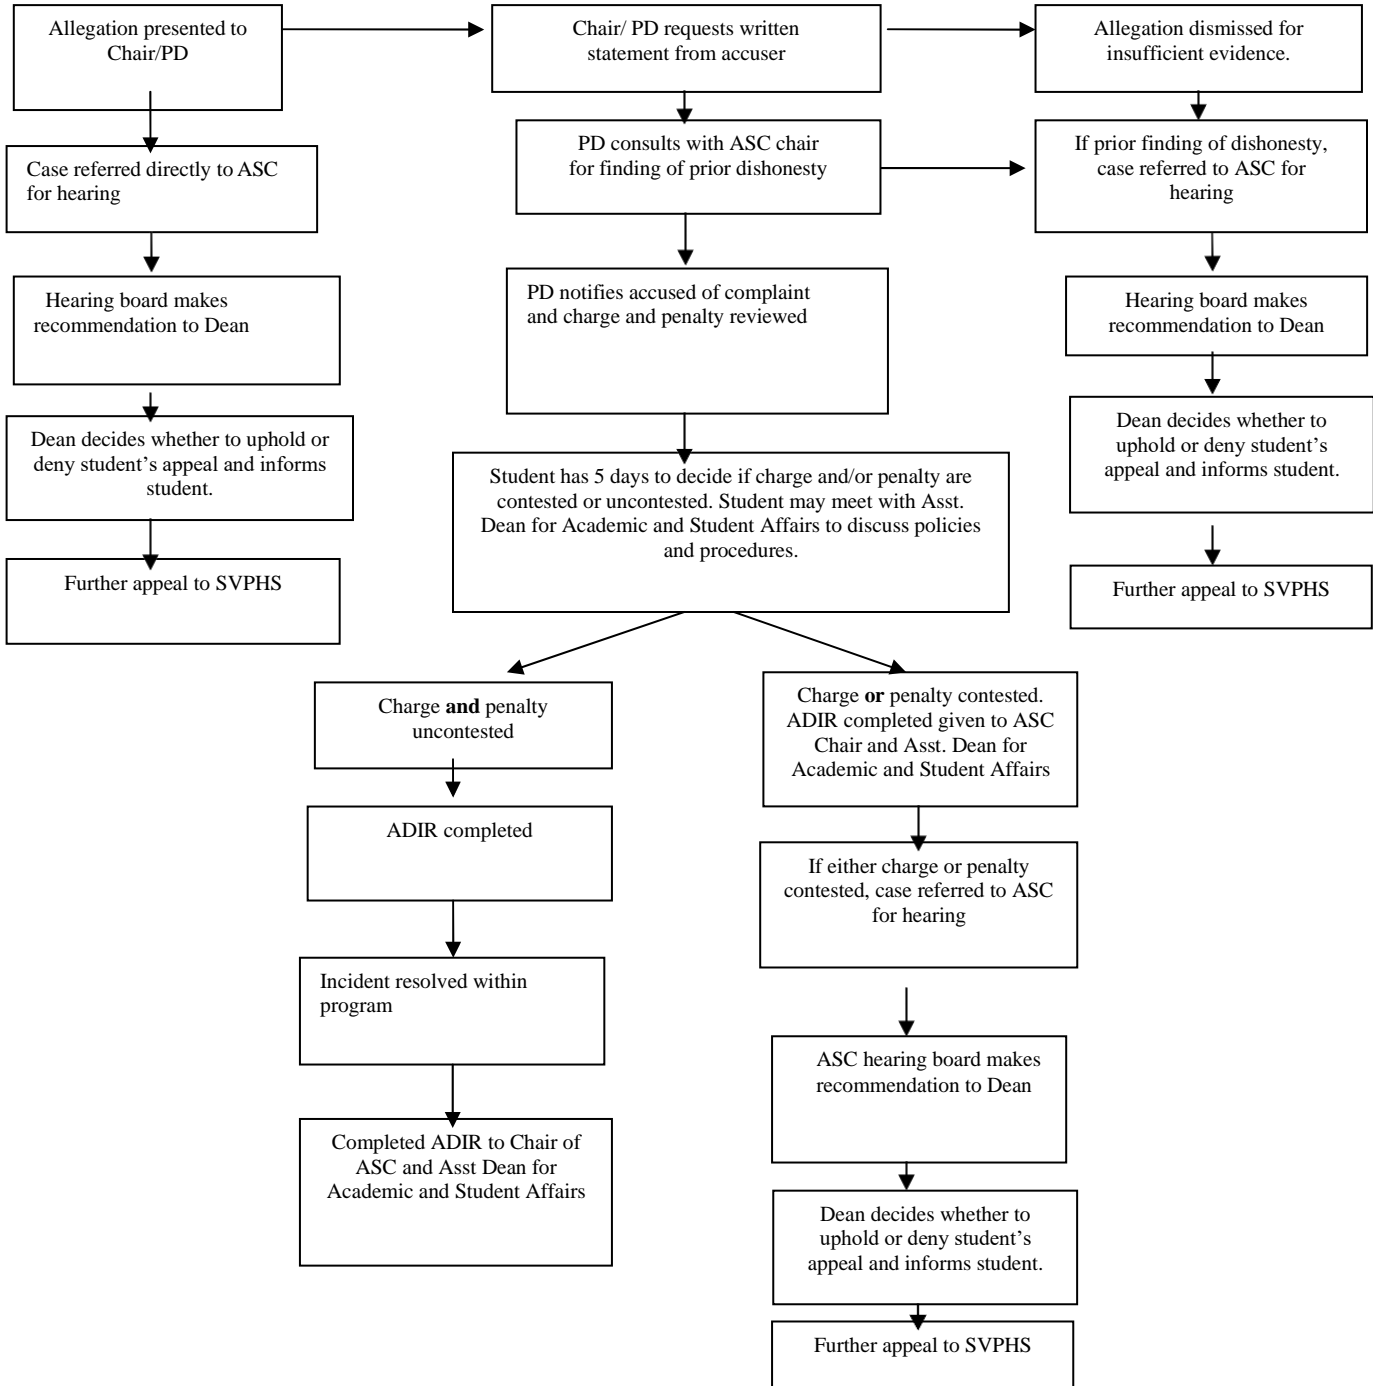 Allegation presented to
Chair/PD
Chair/ PD requests written
statement from accuser
Allegation dismissed for
insufficient evidence.
Case referred directly to ASC
for hearing
PD consults with ASC chair
for finding of prior dishonesty
If prior finding of dishonesty,
case referred to ASC for
hearing
Hearing board makes
recommendation to Dean
PD notifies accused of complaint
and charge and penalty reviewed
Hearing board makes
recommendation to Dean
Dean decides whether to uphold or
deny student’s appeal and informs
student.
Student has 5 days to decide if charge and/or penalty are
contested or uncontested. Student may meet with Asst.
Dean for Academic and Student Affairs to discuss policies
and procedures.
Dean decides whether to
uphold or deny student’s
appeal and informs student.
Further appeal to SVPHS
Further appeal to SVPHS
Charge and penalty
uncontested
Charge or penalty contested.
ADIR completed given to ASC
Chair and Asst. Dean for
Academic and Student Affairs
ADIR completed
If either charge or penalty
contested, case referred to ASC
for hearing
Incident resolved within
program
ASC hearing board makes
recommendation to Dean
Completed ADIR to Chair of
ASC and Asst Dean for
Academic and Student Affairs
Dean decides whether to
uphold or deny student’s
appeal and informs student.
Further appeal to SVPHS